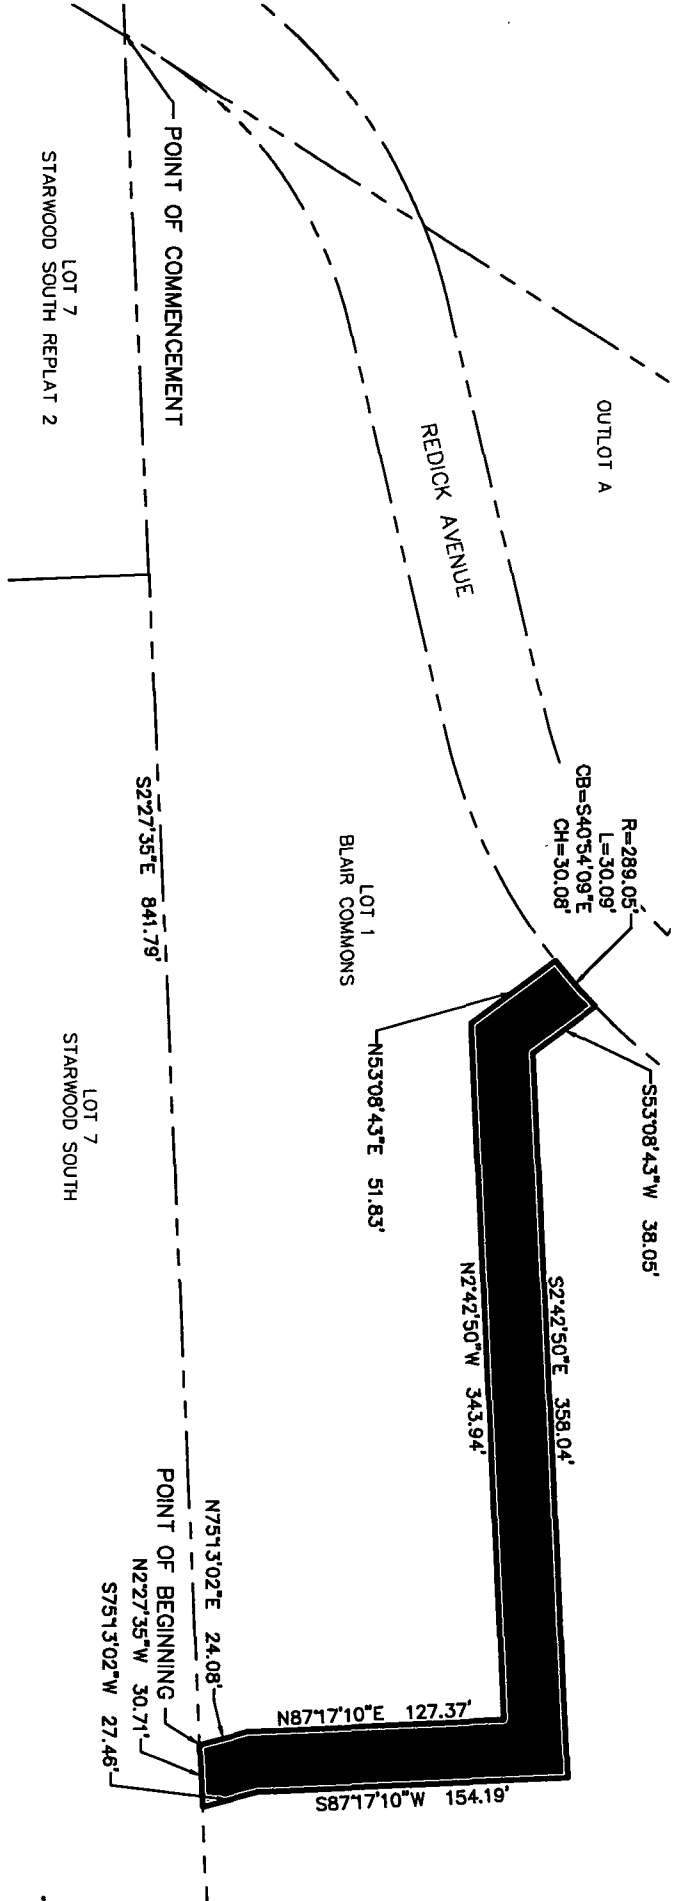 POINT OF COMMENCEMENT
LOT 7
STARWOOD SOUTH REPLAT 2
OUTLOT A
REDICK AVENUE
S2°27'35"E 841.79'
LOT 1
BLAIR COMMONS
R=289.05'
L=30.09'
CB=S40°54'09"E
CH=30.08'
LOT 7
STARWOOD SOUTH
N53°08'43"E 51.83'
S53°08'43"W 38.05'
N2°42'50"W 343.94'
S2°42'50"E 358.04'
N75°13'02"E 24.08'
POINT OF BEGINNING
N2°27'35"W 30.71'
S75°13'02"W 27.46'
N87°17'10"E 127.37'
S87°17'10"W 154.19'